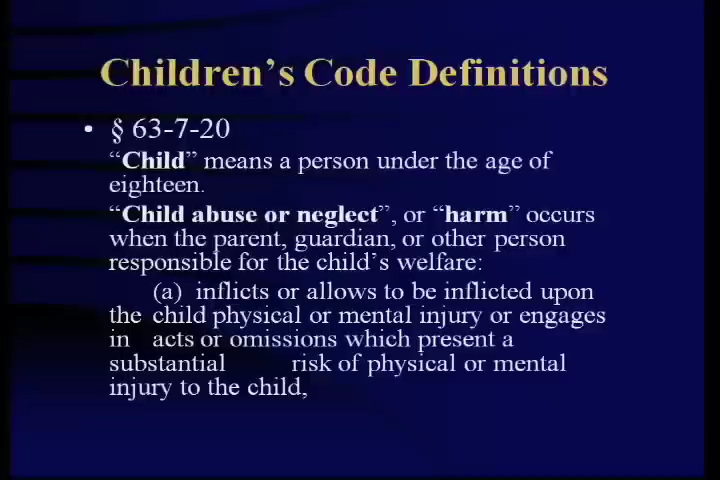 Children’s Code Definitions
• § 63-7-20
“Child” means a person under the age of
eighteen.
“Child abuse or neglect”, or “harm” occurs
when the parent, guardian, or other person
responsible for the child’s welfare:
(a) inflicts or allows to be inflicted upon
the child physical or mental injury or engages
in acts or omissions which present a
substantial risk of physical or mental
injury to the child,